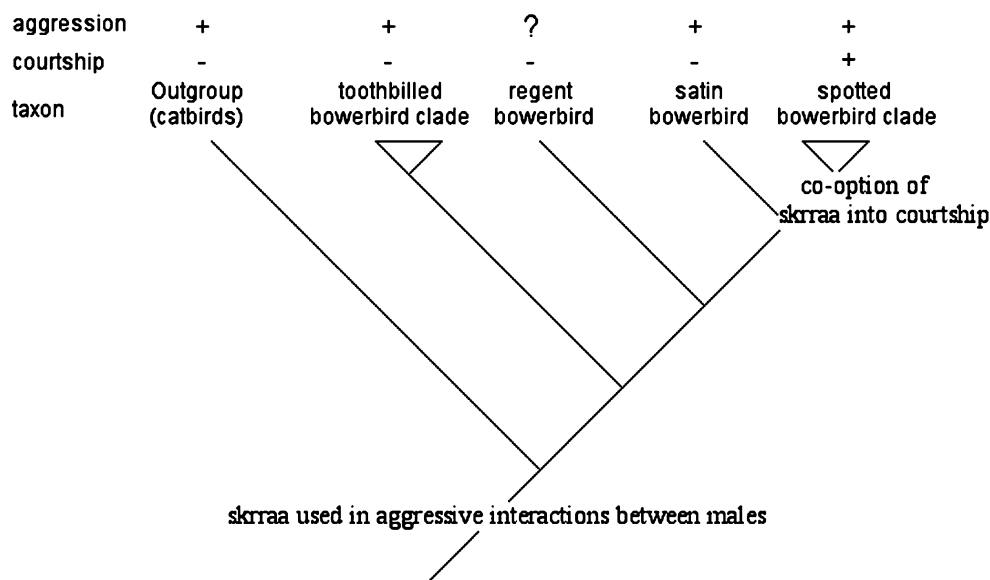 aggression + + ? + +
courtship - - - - +
taxon Outgroup (catbirds) toothbilled bowerbird clade regent bowerbird satin bowerbird spotted bowerbird clade
co-option of
skrraa into courtship
skrraa used in aggressive interactions between males